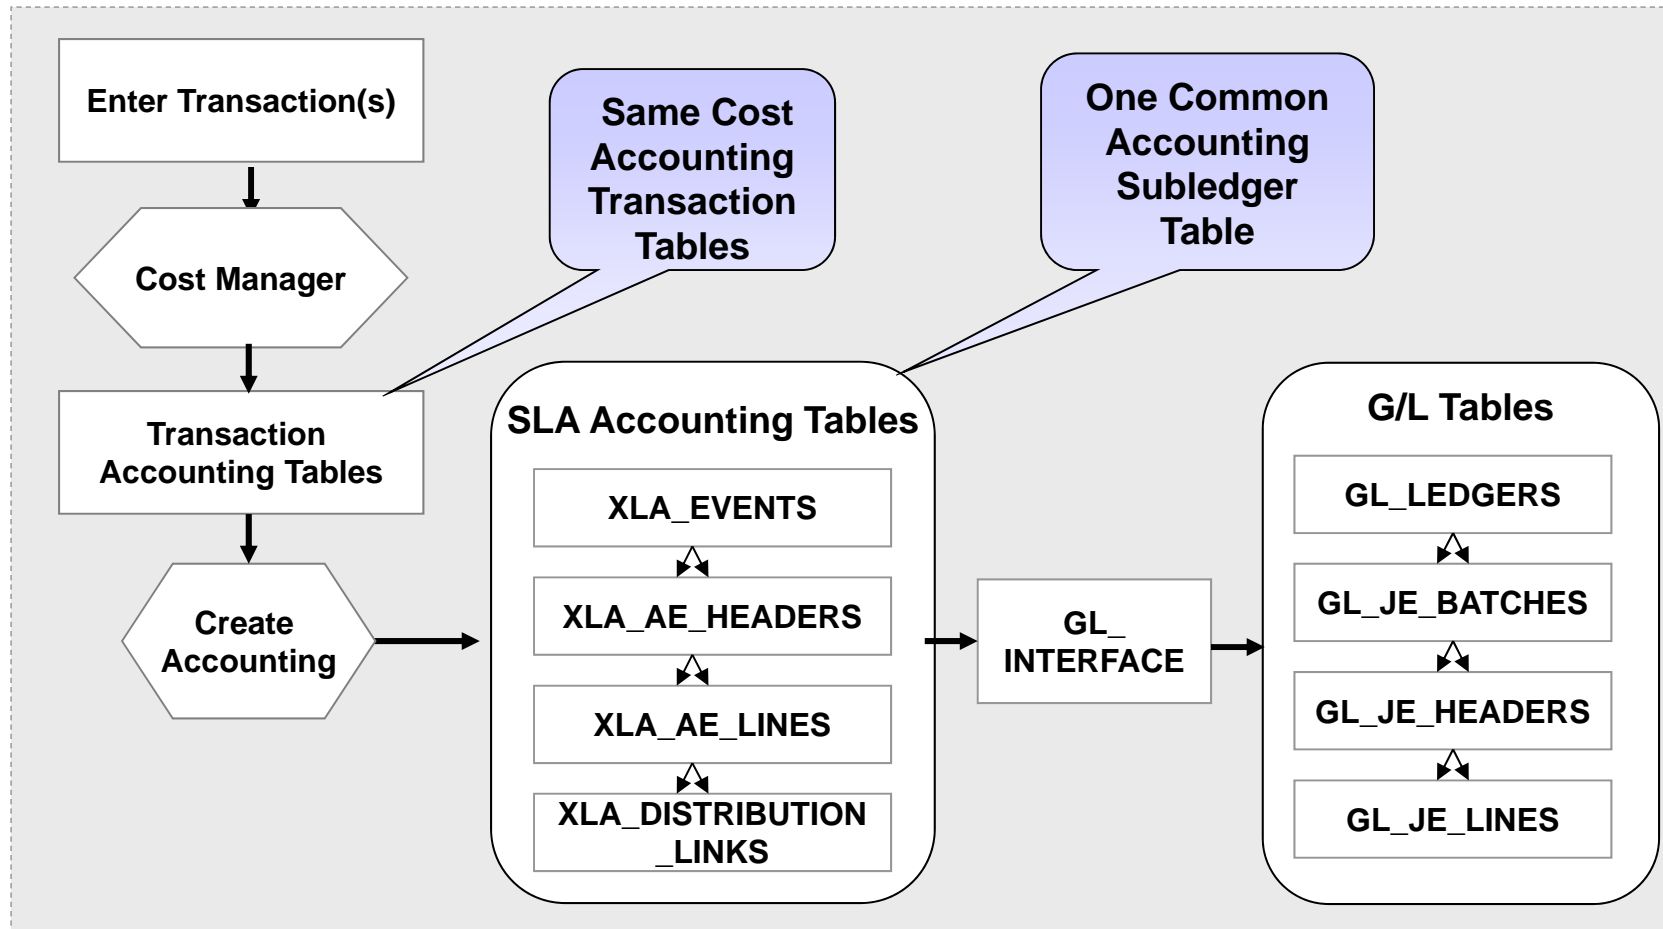 Enter Transaction(s)
Cost Manager
Transaction
Accounting Tables
Create
Accounting
Same Cost
Accounting
Transaction
Tables
One Common
Accounting
Subledger
Table
SLA Accounting Tables
XLA_EVENTS
XLA_AE_HEADERS
XLA_AE_LINES
XLA_DISTRIBUTION
_LINKS
GL_
INTERFACE
G/L Tables
GL_LEDGERS
GL_JE_BATCHES
GL_JE_HEADERS
GL_JE_LINES